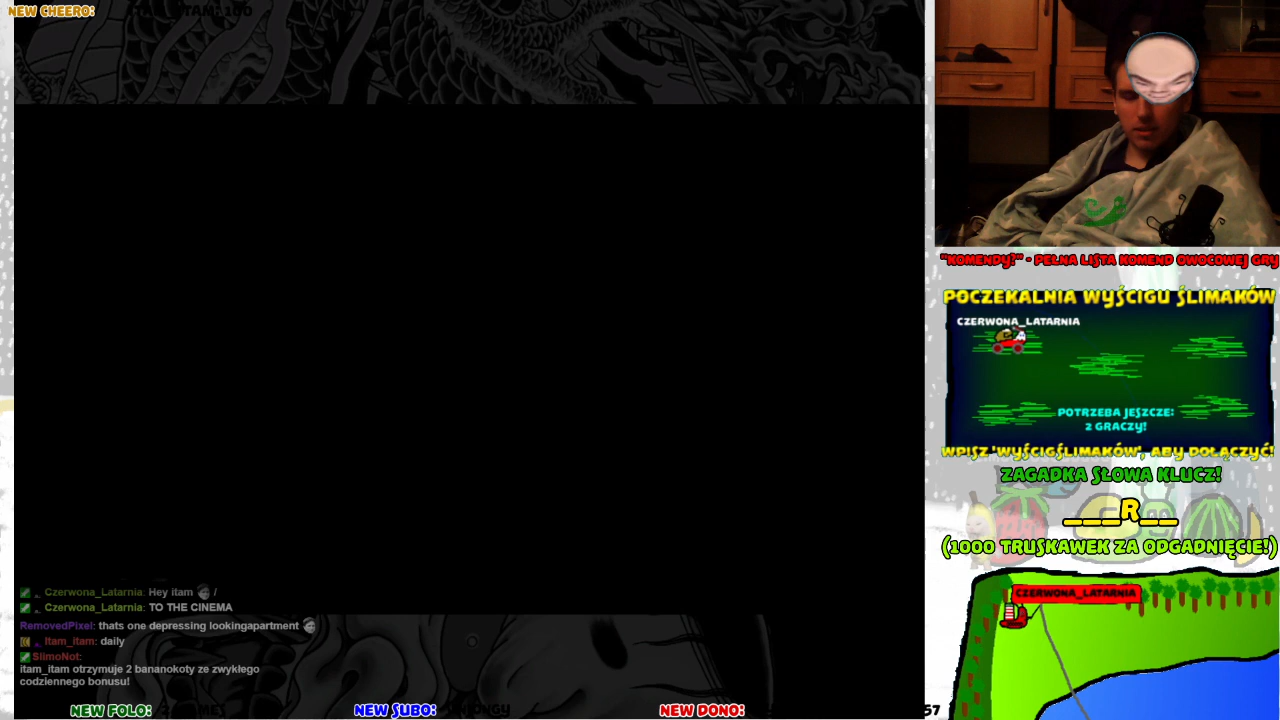 NEW CHEERO:
"KOMENDY!" - PEŁNA LISTA KOMEND OWOCOWEJ GRY
POCZEKALNIA WYŚCIGU ŚLIMAKÓW
CZERWONA_LATARNIA
POTRZEBA JESZCZE:
2 GRACZY!
WPISZ 'WYŚCIGŚLIMAKÓW', ABY DOŁĄCZYĆ!
ZAGADKA SŁOWA KLUCZ!
___R__
(1000 TRUSKAWEK ZA ODGADNIĘCIE!)
CZERWONA_LATARNIA
Czerwona_Latarnia: Hey itam /
Czerwona_Latarnia: TO THE CINEMA
RemovedPixel: thats one depressing lookingapartment
Itam_itam: daily
SlimoNot:
itam_itam otrzymuje 2 bananokoty ze zwykłego
codziennego bonusu!
NEW FOLO:
NEW SUBO:
NEW DONO:
57